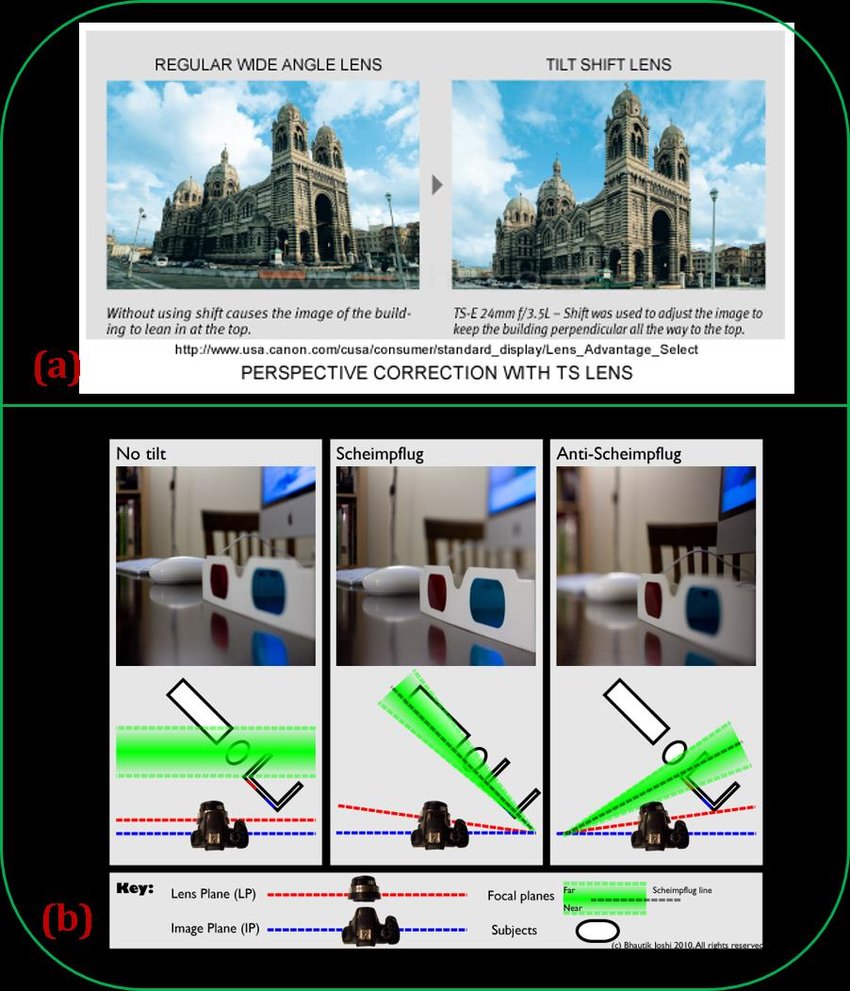 REGULAR WIDE ANGLE LENS
TILT SHIFT LENS
Without using shift causes the image of the build-
ing to lean in at the top.
TS-E 24mm f/3.5L – Shift was used to adjust the image to
keep the building perpendicular all the way to the top.
http://www.usa.canon.com/cusa/consumer/standard_display/Lens_Advantage_Select
(a)
PERSPECTIVE CORRECTION WITH TS LENS
No tilt
Scheimpflug
Anti-Scheimpflug
Key:
Lens Plane (LP)
Focal planes
Far
Near
Scheimpflug line
Image Plane (IP)
Subjects
(b)
(c) Bhautik Joshi 2010. All rights reserved